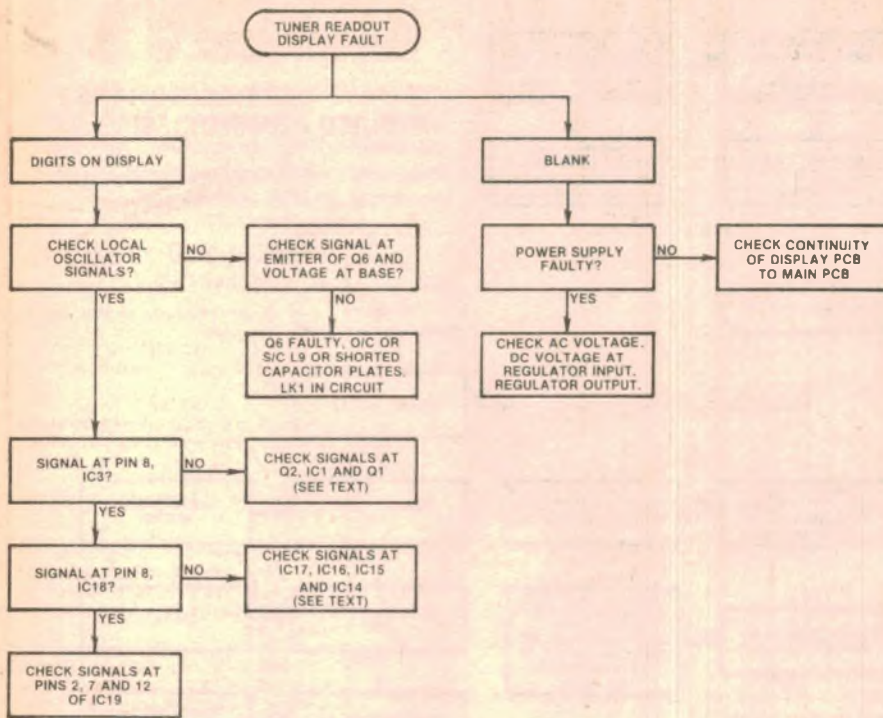 TUNER READOUT
DISPLAY FAULT
DIGITS ON DISPLAY
BLANK
CHECK LOCAL
OSCILLATOR
SIGNALS?
NO
CHECK SIGNAL AT
EMITTER OF Q6 AND
VOLTAGE AT BASE?
POWER SUPPLY
FAULTY?
NO
CHECK CONTINUITY
OF DISPLAY PCB
TO MAIN PCB
YES
NO
YES
Q6 FAULTY, O/C OR
S/C L9 OR SHORTED
CAPACITOR PLATES.
LK1 IN CIRCUIT
CHECK AC VOLTAGE.
DC VOLTAGE AT
REGULATOR INPUT.
REGULATOR OUTPUT.
SIGNAL AT PIN 8,
IC3?
NO
CHECK SIGNALS AT
Q2, IC1 AND Q1
(SEE TEXT)
YES
SIGNAL AT PIN 8,
IC18?
NO
CHECK SIGNALS AT
IC17, IC16, IC15
AND IC14
(SEE TEXT)
YES
CHECK SIGNALS AT
PINS 2, 7 AND 12
OF IC19